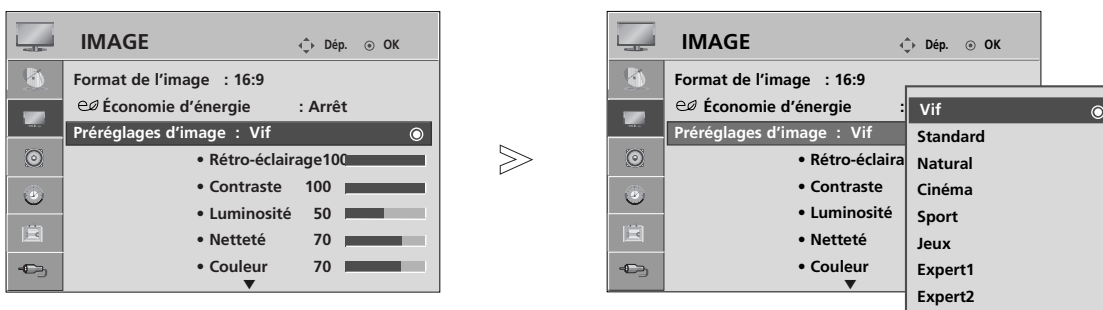 IMAGE Dép. OK
Format de l'image : 16:9
Économie d'énergie : Arrêt
Préréglages d'image : Vif
• Rétro-éclairage100
• Contraste 100
• Luminosité 50
• Netteté 70
• Couleur 70
IMAGE Dép. OK
Format de l'image : 16:9
Économie d'énergie :
Préréglages d'image : Vif
• Rétro-éclaira
• Contraste
• Luminosité
• Netteté
• Couleur
Vif
Standard
Natural
Cinéma
Sport
Jeux
Expert1
Expert2